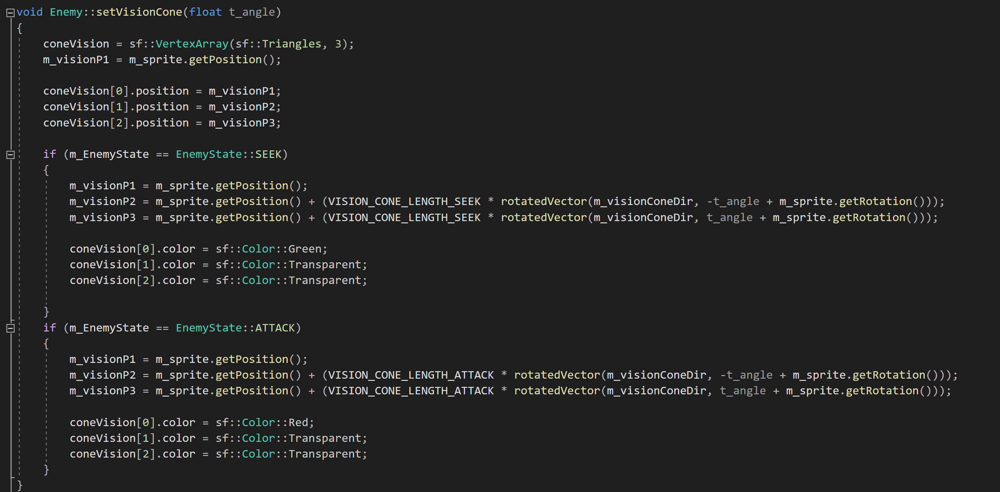 void Enemy::setVisionCone(float t_angle)
{
    coneVision = sf::VertexArray(sf::Triangles, 3);
    m_visionP1 = m_sprite.getPosition();

    coneVision[0].position = m_visionP1;
    coneVision[1].position = m_visionP2;
    coneVision[2].position = m_visionP3;

    if (m_EnemyState == EnemyState::SEEK)
    {
        m_visionP1 = m_sprite.getPosition();
        m_visionP2 = m_sprite.getPosition() + (VISION_CONE_LENGTH_SEEK * rotatedVector(m_visionConeDir, -t_angle + m_sprite.getRotation()));
        m_visionP3 = m_sprite.getPosition() + (VISION_CONE_LENGTH_SEEK * rotatedVector(m_visionConeDir, t_angle + m_sprite.getRotation()));

        coneVision[0].color = sf::Color::Green;
        coneVision[1].color = sf::Color::Transparent;
        coneVision[2].color = sf::Color::Transparent;

    }
    if (m_EnemyState == EnemyState::ATTACK)
    {
        m_visionP1 = m_sprite.getPosition();
        m_visionP2 = m_sprite.getPosition() + (VISION_CONE_LENGTH_ATTACK * rotatedVector(m_visionConeDir, -t_angle + m_sprite.getRotation()));
        m_visionP3 = m_sprite.getPosition() + (VISION_CONE_LENGTH_ATTACK * rotatedVector(m_visionConeDir, t_angle + m_sprite.getRotation()));

        coneVision[0].color = sf::Color::Red;
        coneVision[1].color = sf::Color::Transparent;
        coneVision[2].color = sf::Color::Transparent;
    }
}